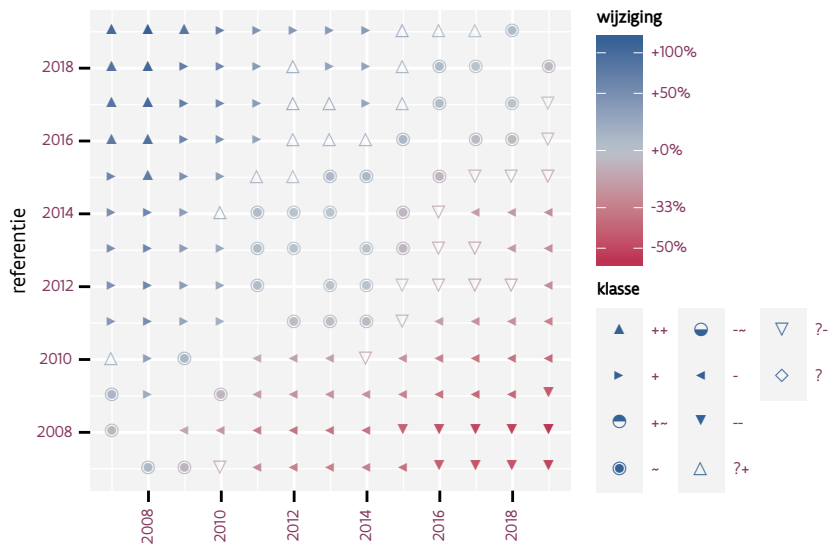 wijziging
+100%
+50%
+0%
-33%
-50%
referentie
2018
2016
2014
2012
2010
2008
klasse
++ -~ ?-
+ - ?
+~ --
~ ?+
2008 2010 2012 2014 2016 2018